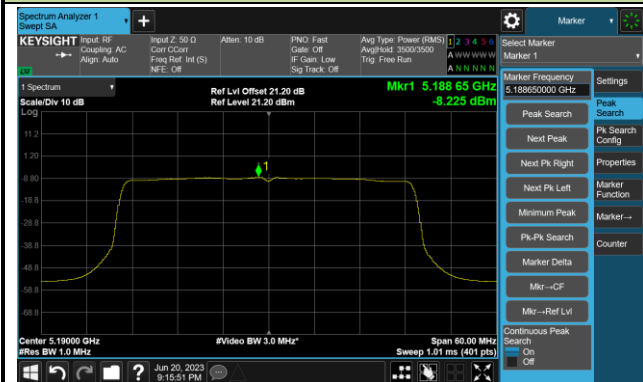 Spectrum Analyzer 1
Swept SA
+
Marker
KEYSIGHT
Input: RF
Coupling: AC
Align: Auto
Input Z: 50 Ω
Corr CCorr
Freq Ref: Int (S)
NFE: Off
Atten: 10 dB
PNO: Fast
Gate: Off
IF Gain: Low
Sig Track: Off
Avg Type: Power (RMS)
Avg|Hold: 3500/3500
Trig: Free Run
1 2 3 4 5 6
A W W W W W
A N N N N N
Select Marker
Marker 1
1 Spectrum
Scale/Div 10 dB
Log
Ref Lvl Offset 21.20 dB
Ref Level 21.20 dBm
Mkr1 5.188 65 GHz
-8.225 dBm
11.2
1.20
-8.80
-18.8
-28.8
-38.8
-48.8
-58.8
-68.8
1
Center 5.19000 GHz
#Res BW 1.0 MHz
#Video BW 3.0 MHz*
Span 60.00 MHz
Sweep 1.01 ms (401 pts)
Marker Frequency
5.188650000 GHz
Peak Search
Next Peak
Next Pk Right
Next Pk Left
Minimum Peak
Pk-Pk Search
Marker Delta
Mkr→CF
Mkr→Ref Lvl
Continuous Peak
Search
On
Off
Settings
Peak
Search
Pk Search
Config
Properties
Marker
Function
Marker→
Counter
?
Jun 20, 2023
9:15:51 PM